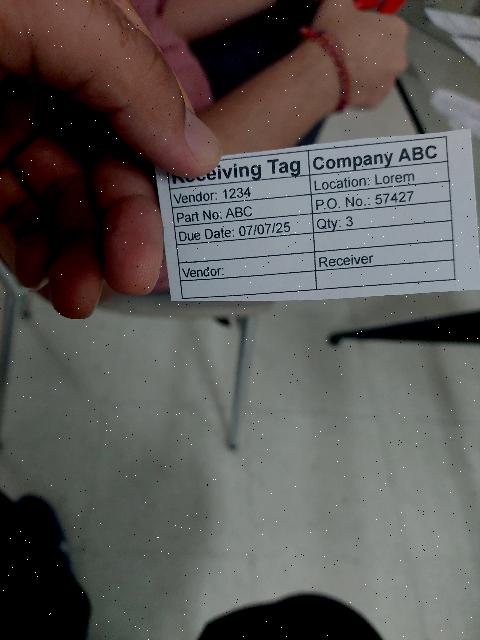 Receiving Tag Company ABC
Vendor: 1234 Location: Lorem
Part No: ABC P.O. No.: 57427
Due Date: 07/07/25 Qty: 3
Vendor: Receiver